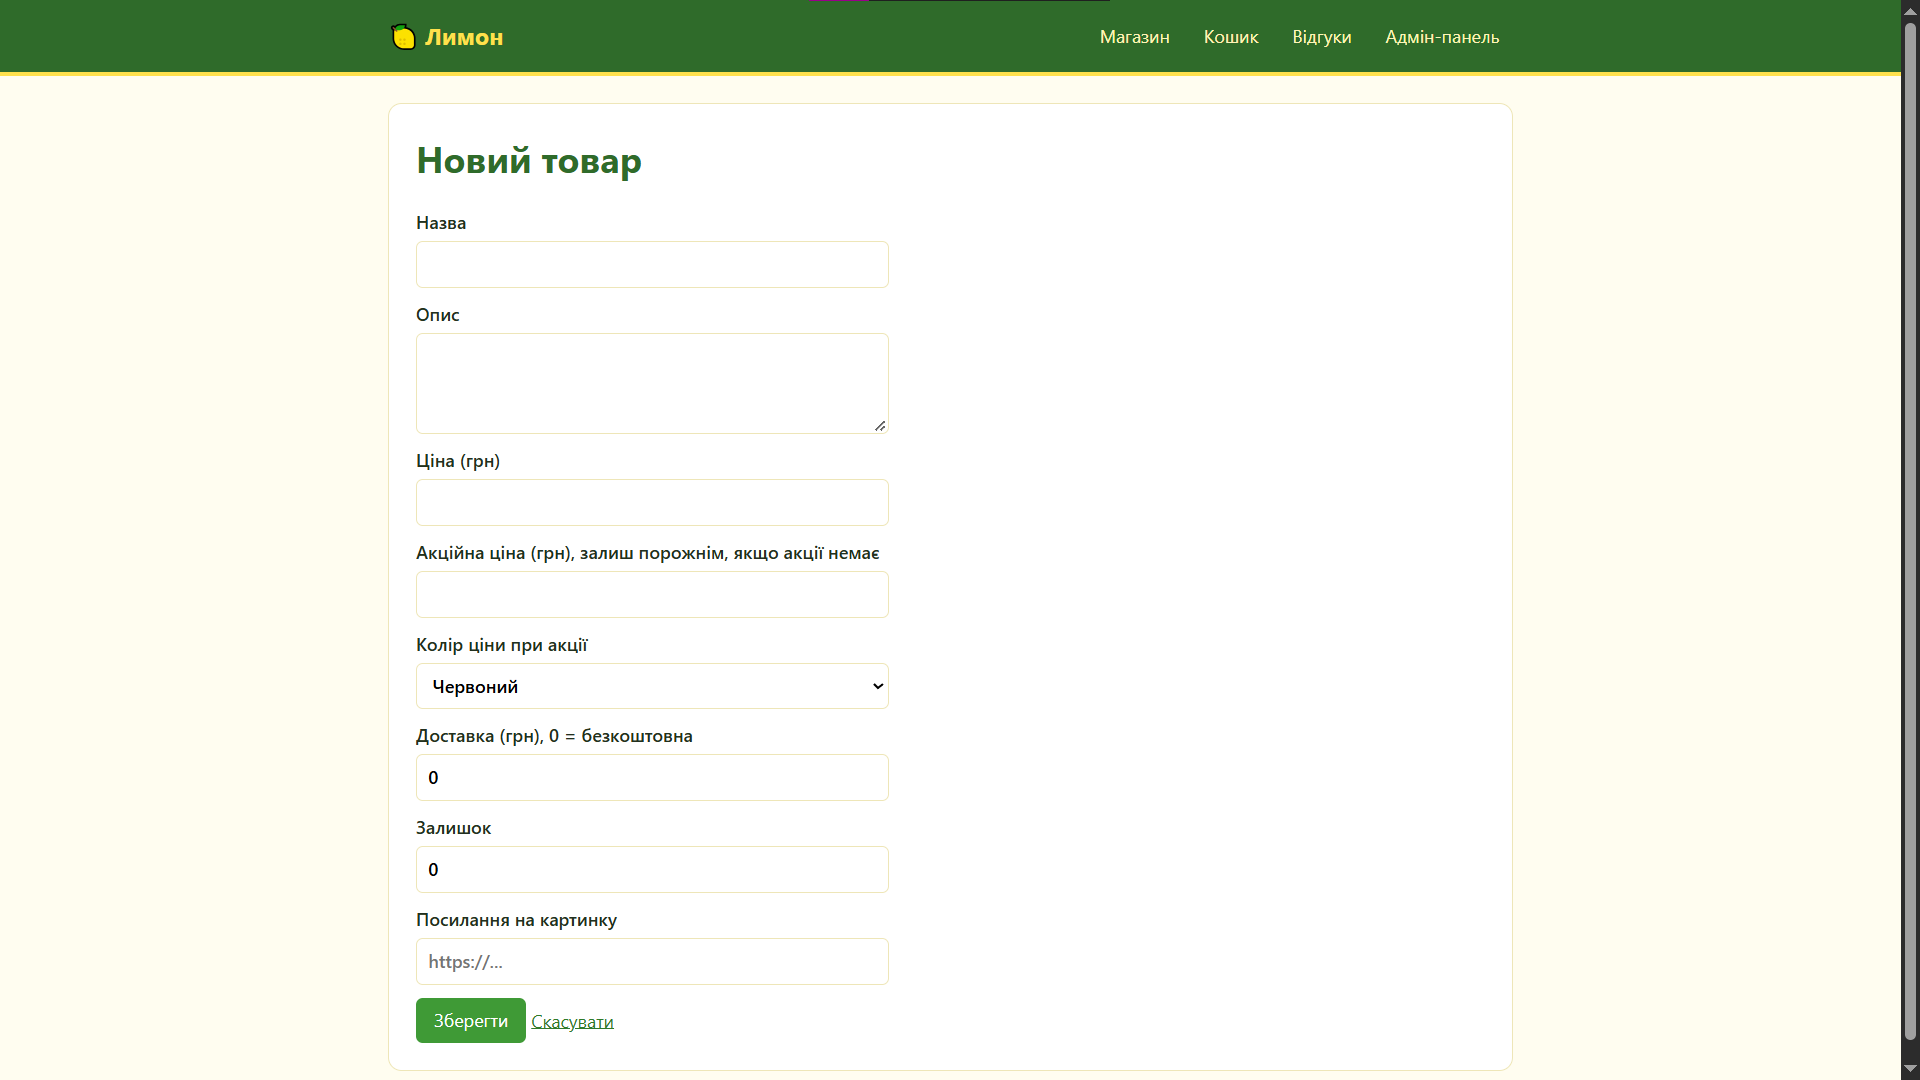 Лимон
Магазин Кошик Відгуки Адмін-панель
Новий товар
Назва
Опис
Ціна (грн)
Акційна ціна (грн), залиш порожнім, якщо акції немає
Колір ціни при акції
Червоний
Доставка (грн), 0 = безкоштовна
0
Залишок
0
Посилання на картинку
https://...
Зберегти Скасувати